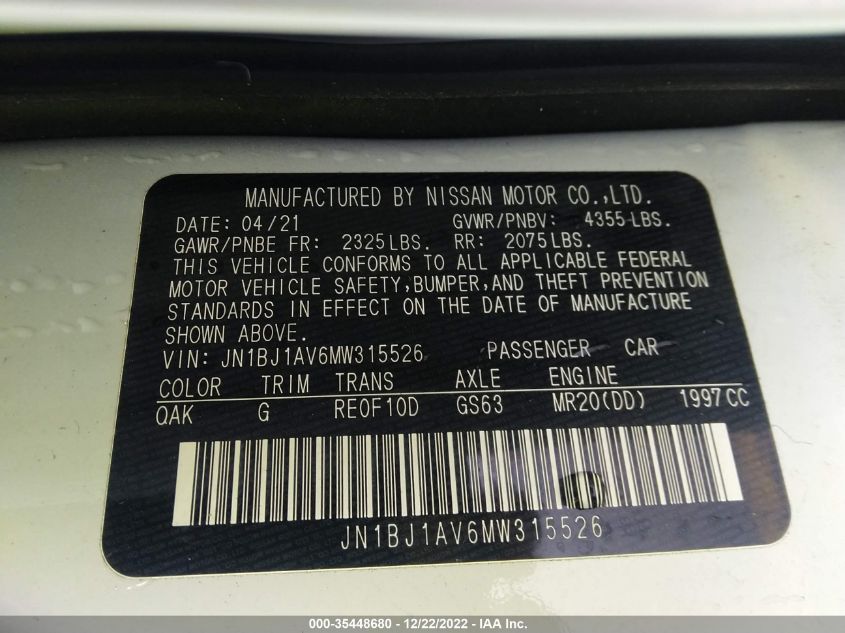 MANUFACTURED BY NISSAN MOTOR CO.,LTD.
DATE: 04/21 GVWR/PNBV: 4355 LBS.
GAWR/PNBE FR: 2325 LBS. RR: 2075 LBS.
THIS VEHICLE CONFORMS TO ALL APPLICABLE FEDERAL
MOTOR VEHICLE SAFETY,BUMPER,AND THEFT PREVENTION
STANDARDS IN EFFECT ON THE DATE OF MANUFACTURE
SHOWN ABOVE.
VIN: JN1BJ1AV6MW315526 PASSENGER CAR
COLOR TRIM TRANS AXLE ENGINE
QAK G RE0F10D GS63 MR20(DD) 1997CC
JN1BJ1AV6MW315526
000-35448680 - 12/22/2022 - IAA Inc.